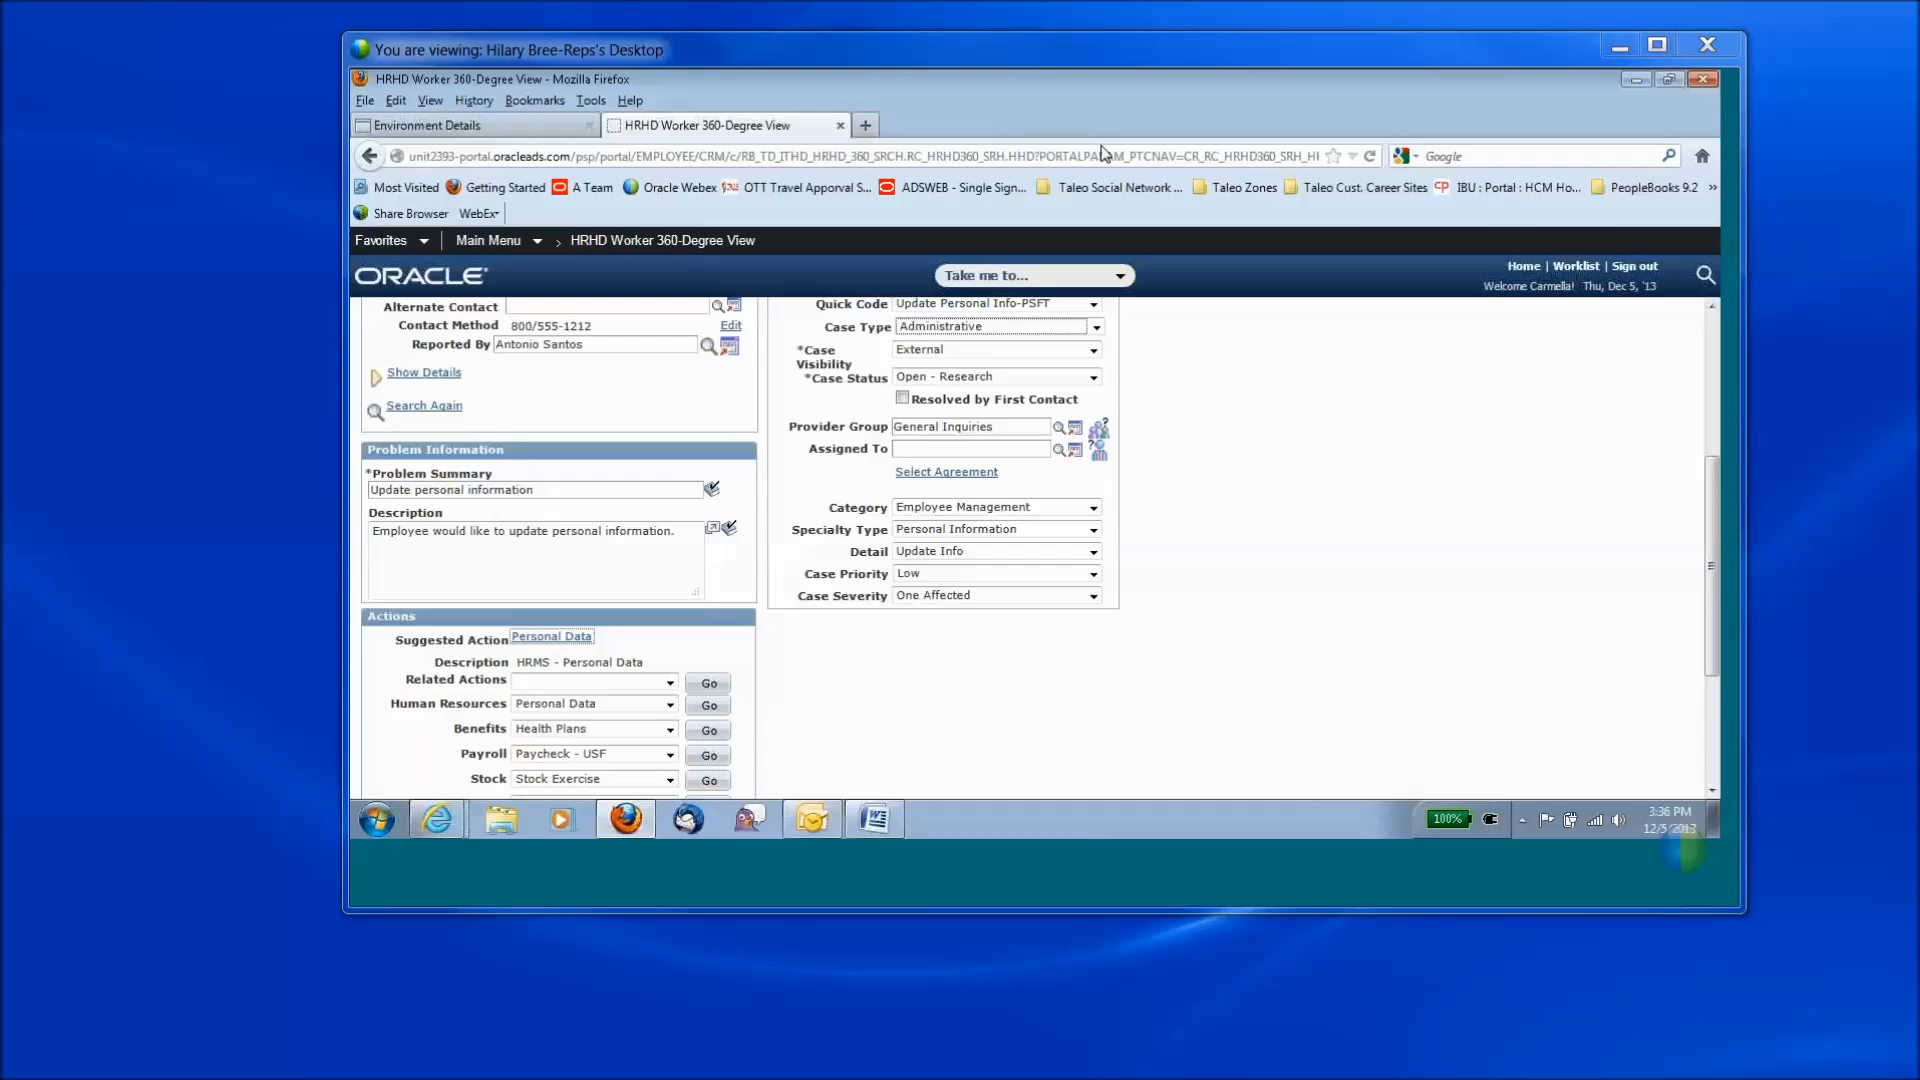 You are viewing: Hilary Bree-Reps's Desktop
HRHD Worker 360-Degree View - Mozilla Firefox
File Edit View History Bookmarks Tools Help
Environment Details
HRHD Worker 360-Degree View
unit2393-portal.oracleads.com/psp/portal/EMPLOYEE/CRM/c/RB_TD_ITHD_HRHD_360_SRCH.RC_HRHD360_SRH.HHD?PORTALPA M_PTCNAV=CR_RC_HRHD360_SRH_HI
Google
Most Visited Getting Started A Team Oracle Webex OTT Travel Apporval S... ADSWEB - Single Sign... Taleo Social Network ... Taleo Zones Taleo Cust. Career Sites IBU : Portal : HCM Ho... PeopleBooks 9.2 »
Share Browser WebEx
Favorites Main Menu > HRHD Worker 360-Degree View
ORACLE
Take me to...
Home | Worklist | Sign out
Welcome Carmella! Thu, Dec 5, '13
Alternate Contact
Contact Method 800/555-1212 Edit
Reported By Antonio Santos
Show Details
Search Again
Problem Information
*Problem Summary
Update personal information
Description
Employee would like to update personal information.
Actions
Suggested Action Personal Data
Description HRMS - Personal Data
Related Actions Go
Human Resources Personal Data Go
Benefits Health Plans Go
Payroll Paycheck - USF Go
Stock Stock Exercise Go
Quick Code Update Personal Info-PSFT
Case Type Administrative
*Case Visibility External
*Case Status Open - Research
Resolved by First Contact
Provider Group General Inquiries
Assigned To
Select Agreement
Category Employee Management
Specialty Type Personal Information
Detail Update Info
Case Priority Low
Case Severity One Affected
100%
3:36 PM
12/5/2013